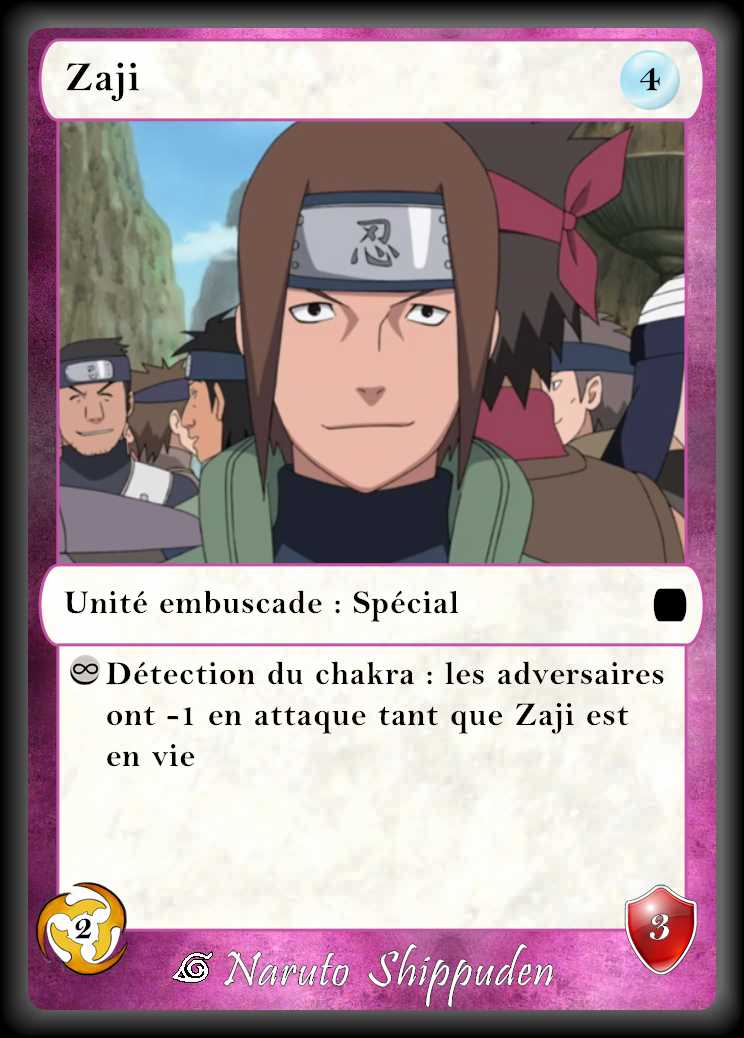 Zaji
4
忍
Unité embuscade : Spécial
Détection du chakra : les adversaires
ont -1 en attaque tant que Zaji est
en vie
2
3
Naruto Shippuden